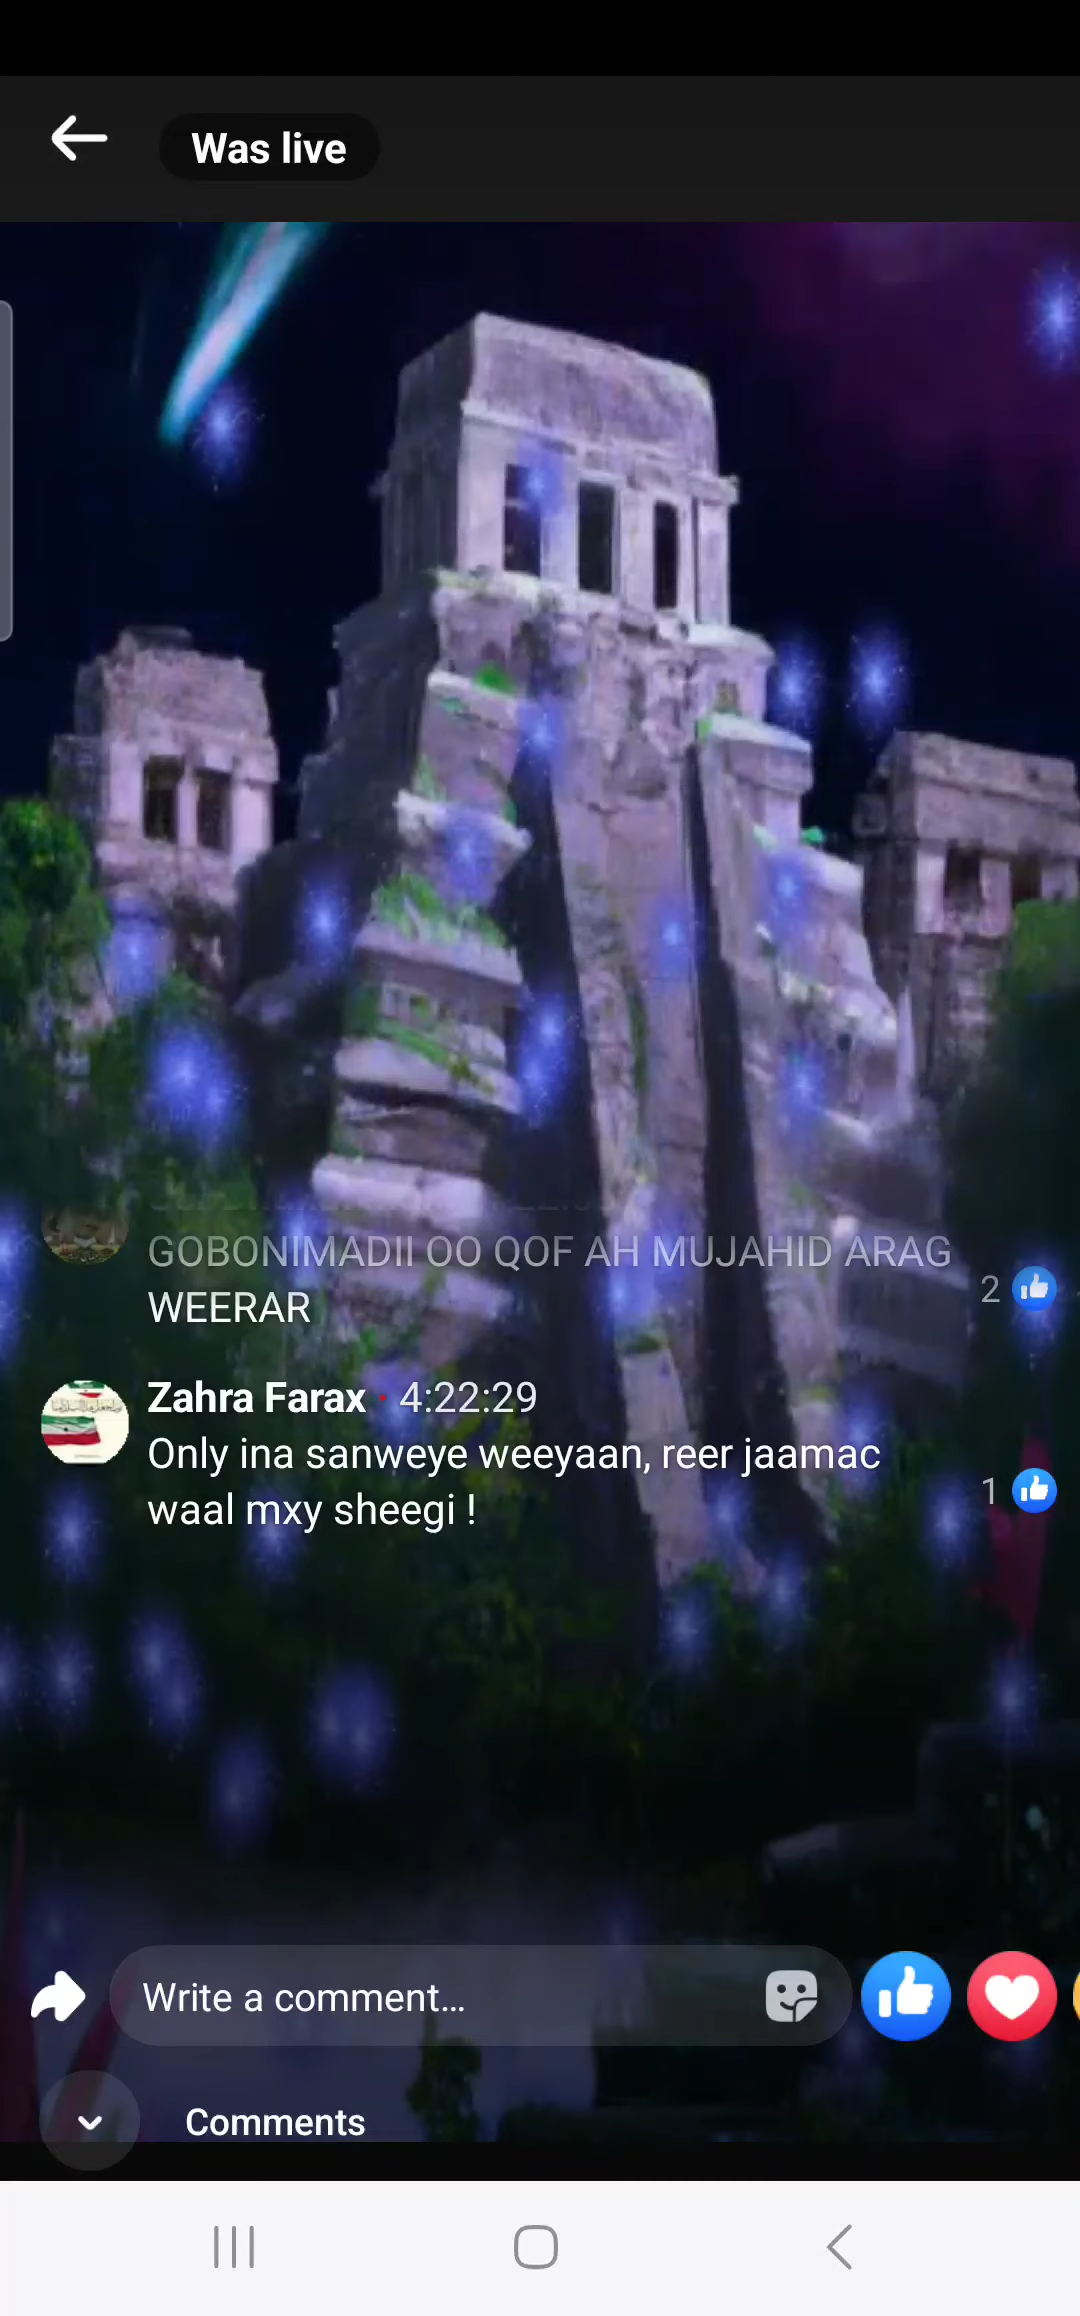 Was live
GOBONIMADII OO QOF AH MUJAHID ARAG
WEERAR
2
Zahra Farax • 4:22:29
Only ina sanweye weeyaan, reer jaamac
waal mxy sheegi !
1
Write a comment...
Comments